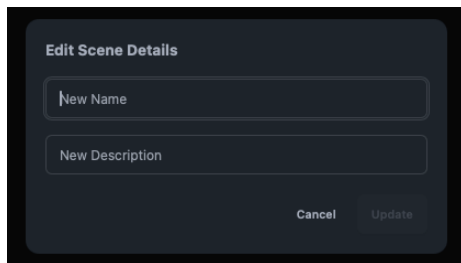 Edit Scene Details
New Name
New Description
Cancel Update